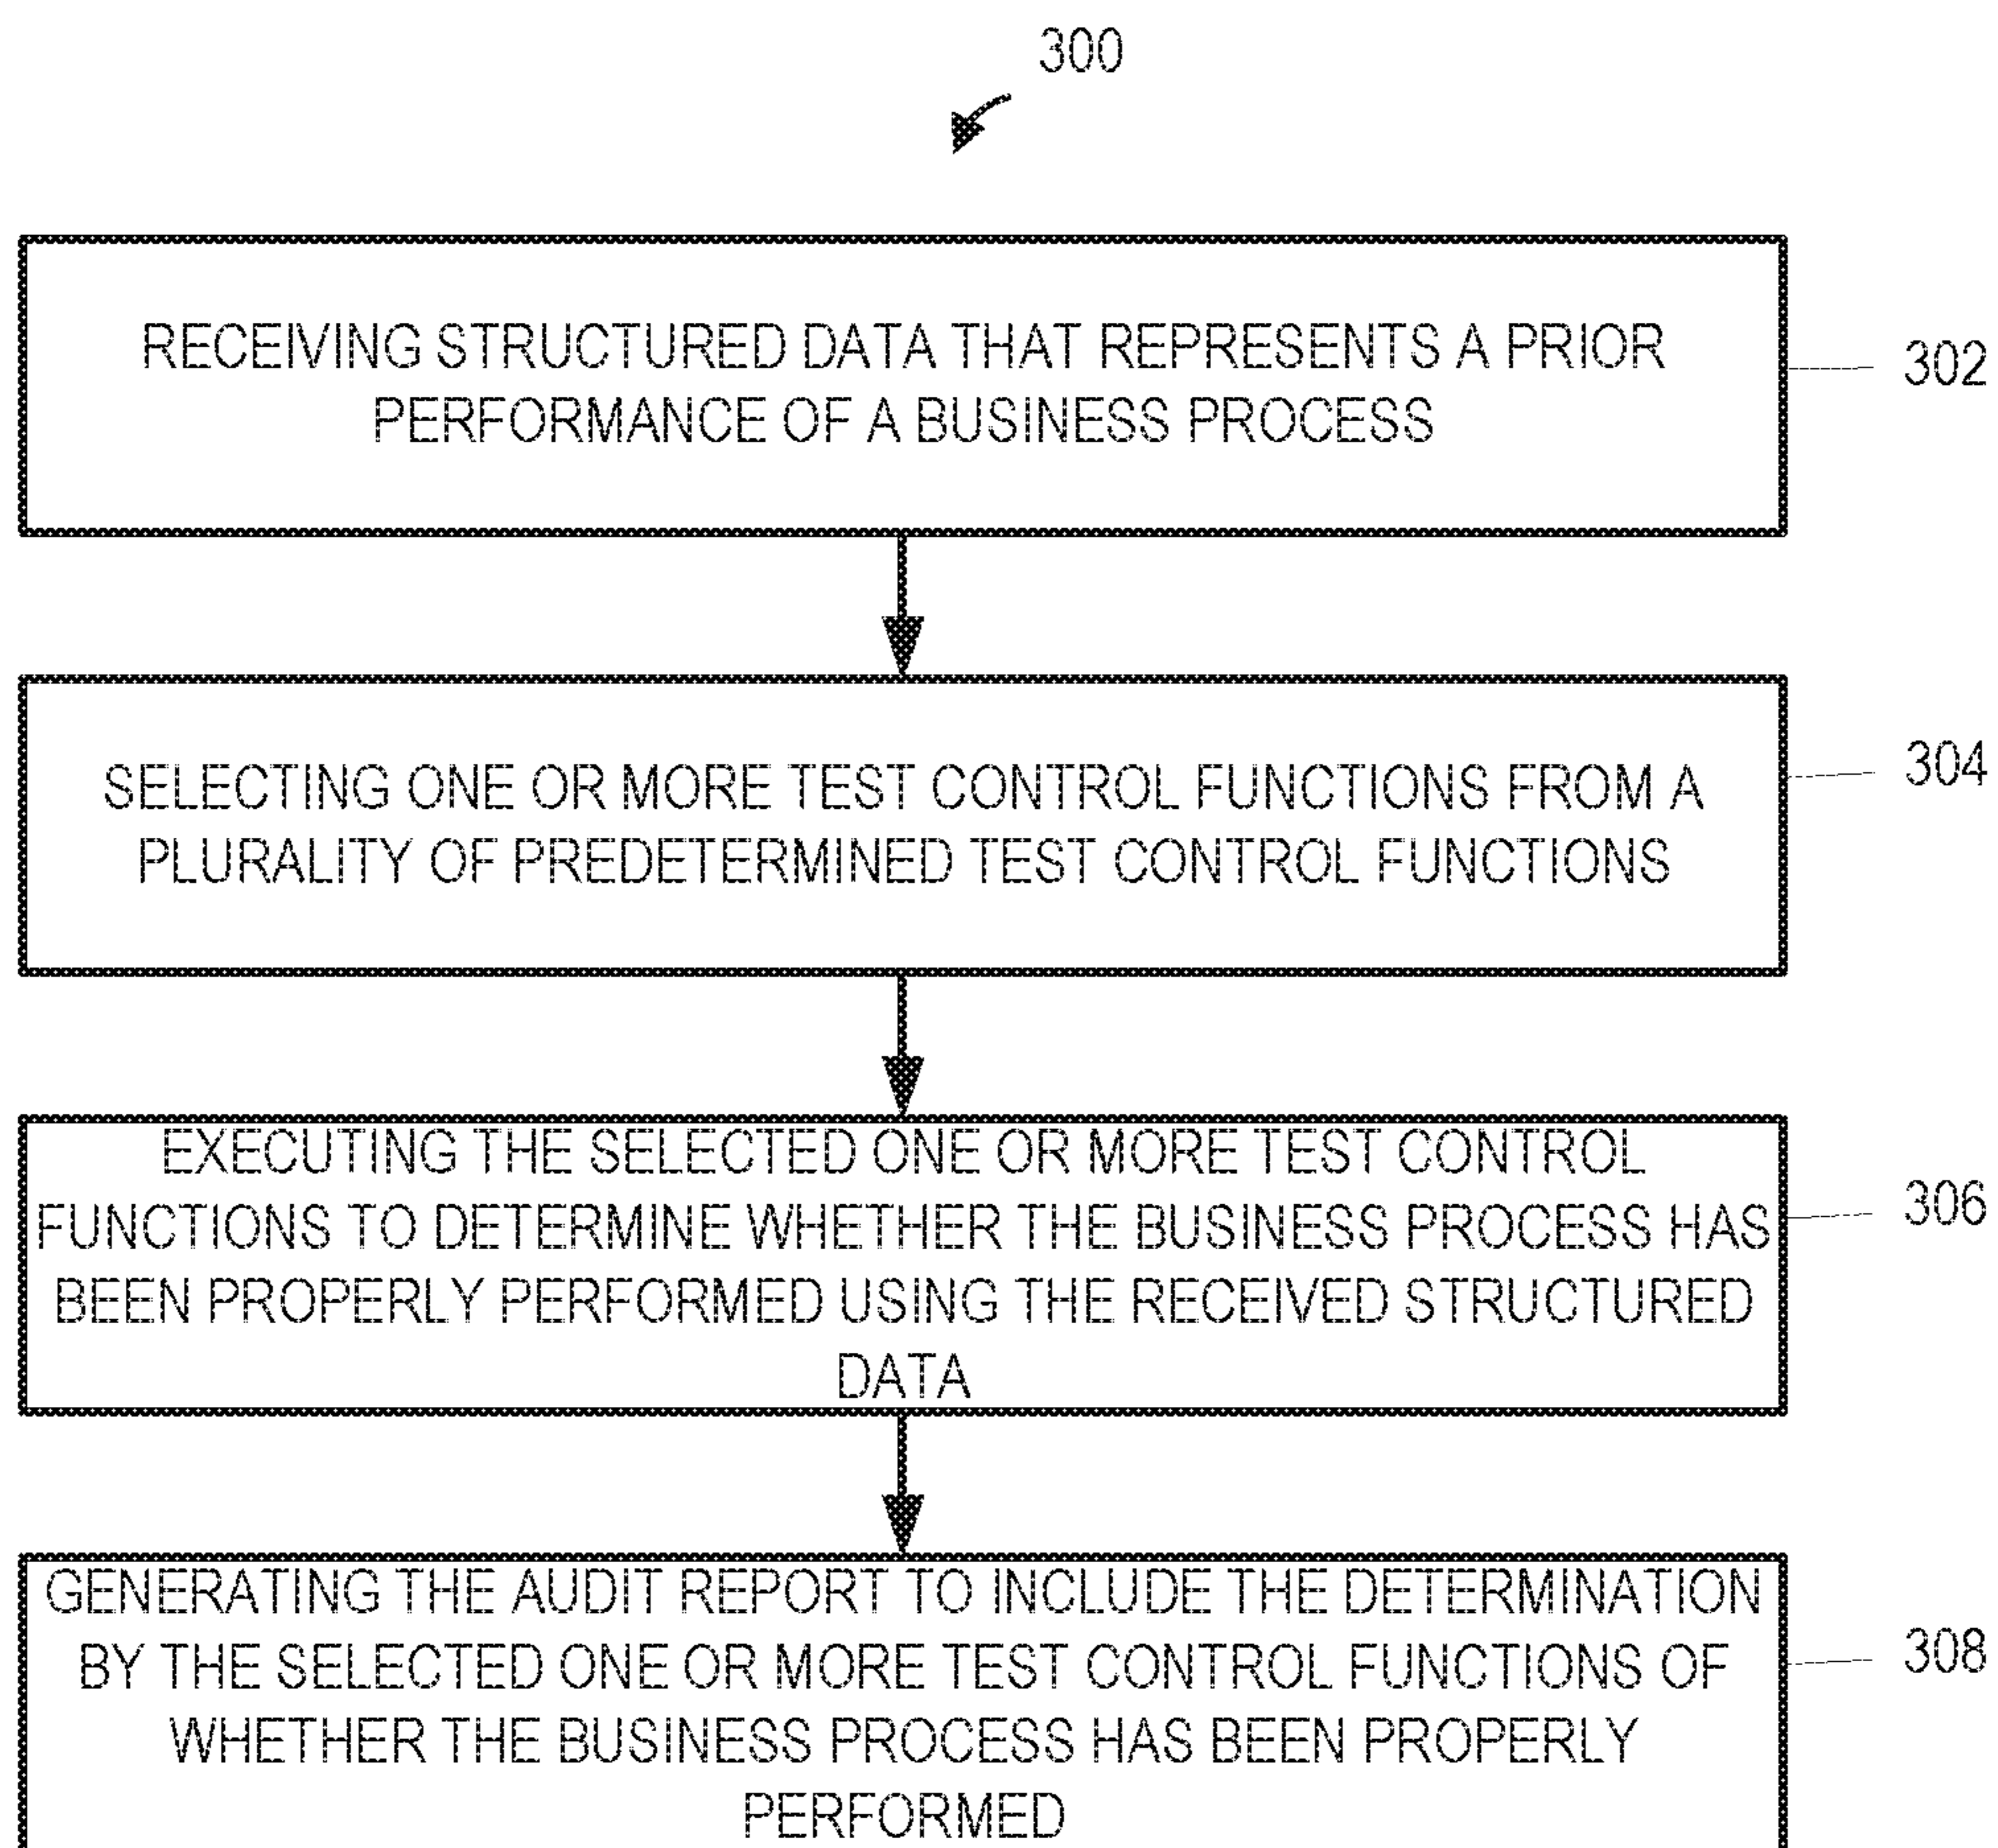 300
RECEIVING STRUCTURED DATA THAT REPRESENTS A PRIOR
PERFORMANCE OF A BUSINESS PROCESS
302
SELECTING ONE OR MORE TEST CONTROL FUNCTIONS FROM A
PLURALITY OF PREDETERMINED TEST CONTROL FUNCTIONS
304
EXECUTING THE SELECTED ONE OR MORE TEST CONTROL
FUNCTIONS TO DETERMINE WHETHER THE BUSINESS PROCESS HAS
BEEN PROPERLY PERFORMED USING THE RECEIVED STRUCTURED
DATA
306
GENERATING THE AUDIT REPORT TO INCLUDE THE DETERMINATION
BY THE SELECTED ONE OR MORE TEST CONTROL FUNCTIONS OF
WHETHER THE BUSINESS PROCESS HAS BEEN PROPERLY
PERFORMED
308